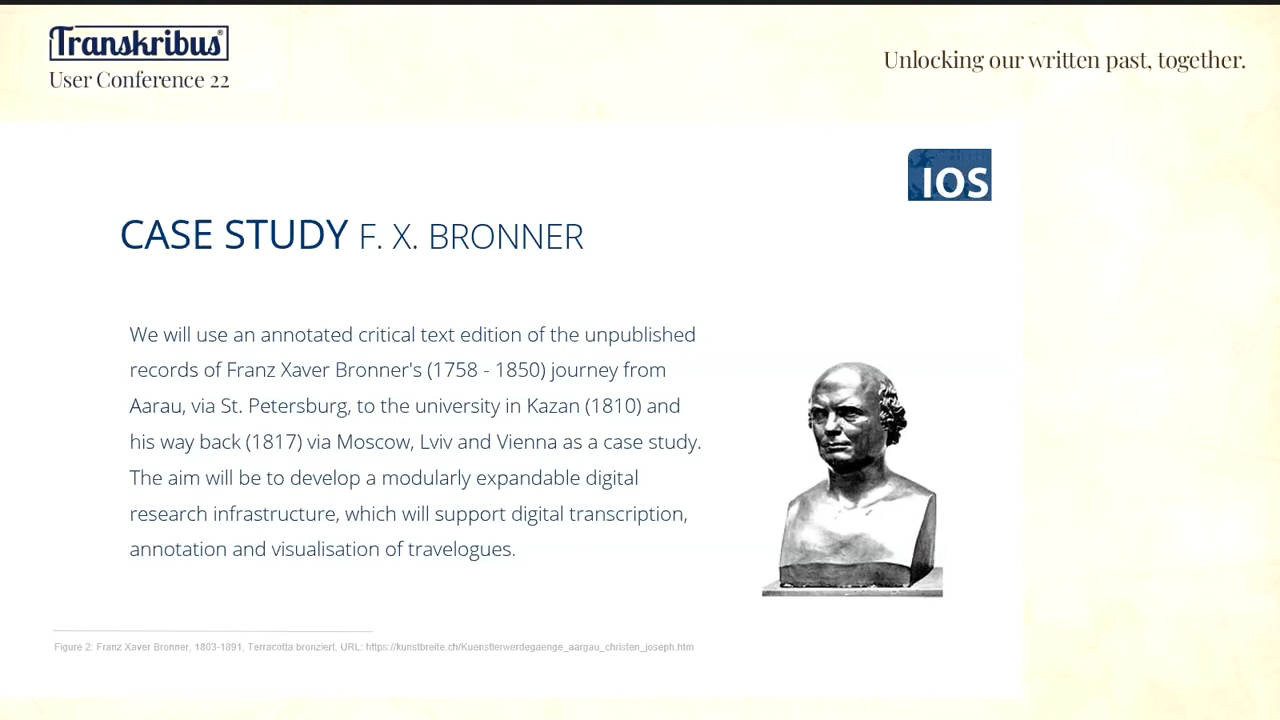 Transkribus®
User Conference 22
Unlocking our written past, together.
IOS
CASE STUDY F. X. BRONNER
We will use an annotated critical text edition of the unpublished
records of Franz Xaver Bronner's (1758 - 1850) journey from
Aarau, via St. Petersburg, to the university in Kazan (1810) and
his way back (1817) via Moscow, Lviv and Vienna as a case study.
The aim will be to develop a modularly expandable digital
research infrastructure, which will support digital transcription,
annotation and visualisation of travelogues.
Figure 2: Franz Xaver Bronner, 1803-1891, Terracotta bronziert. URL: https://kunstbreite.ch/Kuenstlerwerdegaenge_aargau_christen_joseph.htm